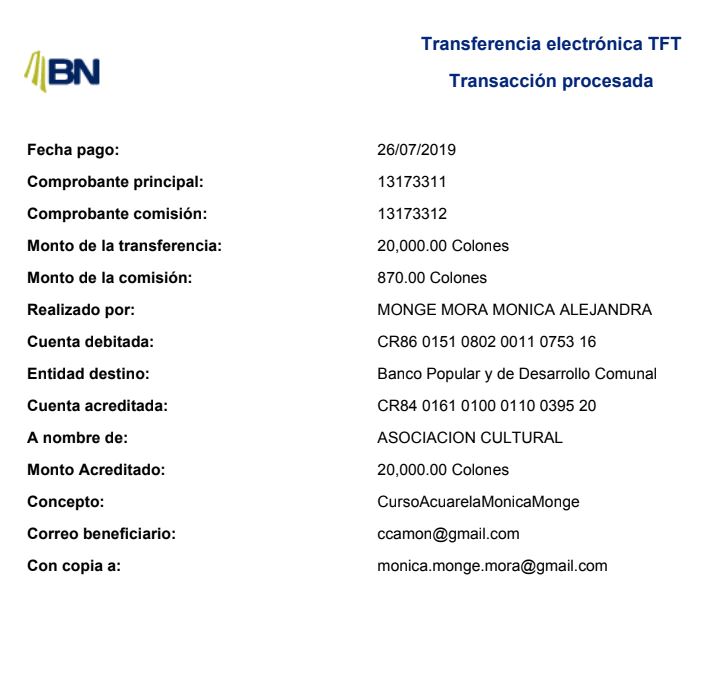 BN
Transferencia electrónica TFT
Transacción procesada
Fecha pago: 26/07/2019
Comprobante principal: 13173311
Comprobante comisión: 13173312
Monto de la transferencia: 20,000.00 Colones
Monto de la comisión: 870.00 Colones
Realizado por: MONGE MORA MONICA ALEJANDRA
Cuenta debitada: CR86 0151 0802 0011 0753 16
Entidad destino: Banco Popular y de Desarrollo Comunal
Cuenta acreditada: CR84 0161 0100 0110 0395 20
A nombre de: ASOCIACION CULTURAL
Monto Acreditado: 20,000.00 Colones
Concepto: CursoAcuarelaMonicaMonge
Correo beneficiario: ccamon@gmail.com
Con copia a: monica.monge.mora@gmail.com